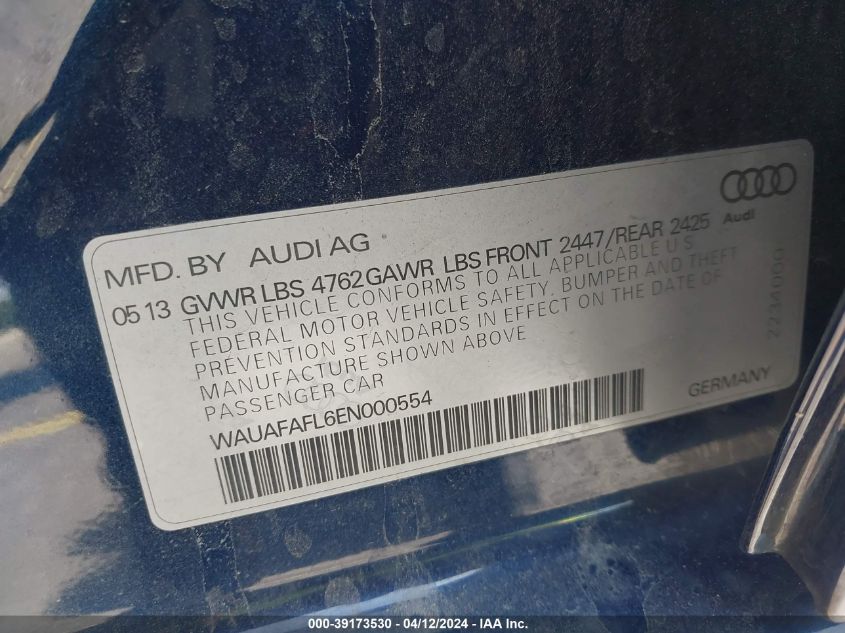 Audi
MFD. BY AUDI AG
05 13 GVWR LBS 4762 GAWR LBS FRONT 2447/REAR 2425
THIS VEHICLE CONFORMS TO ALL APPLICABLE U S
FEDERAL MOTOR VEHICLE SAFETY, BUMPER AND THEFT
PREVENTION STANDARDS IN EFFECT ON THE DATE OF
MANUFACTURE SHOWN ABOVE
PASSENGER CAR
WAUAFAFL6EN000554
GERMANY
2234000
000-39173530 - 04/12/2024 - IAA Inc.